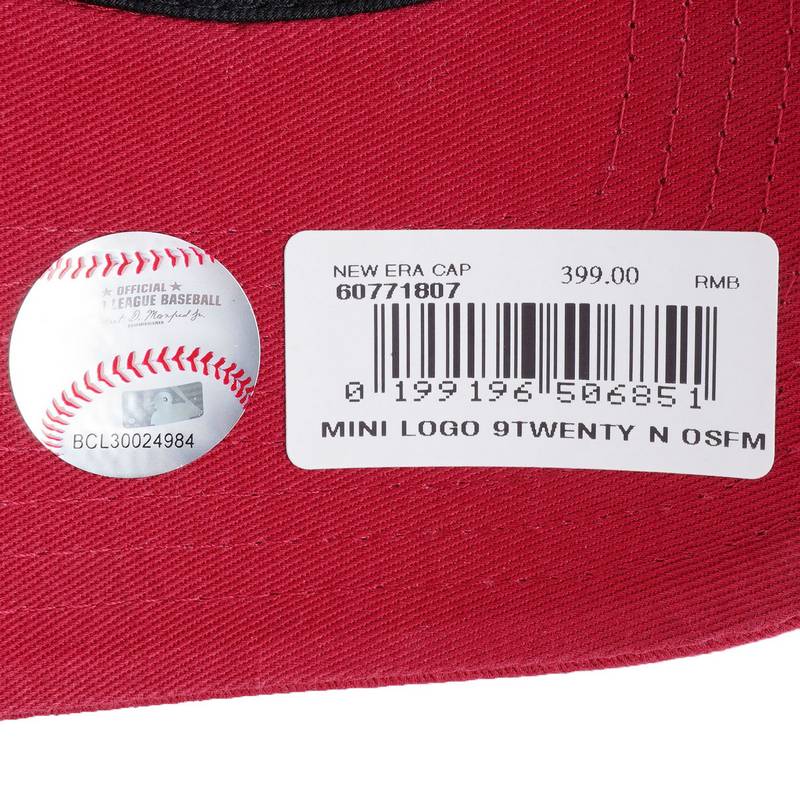 OFFICIAL
LEAGUE BASEBALL
BCL30024984
NEW ERA CAP 399.00 RMB
60771807
0 199196 506851
MINI LOGO 9TWENTY N OSFM